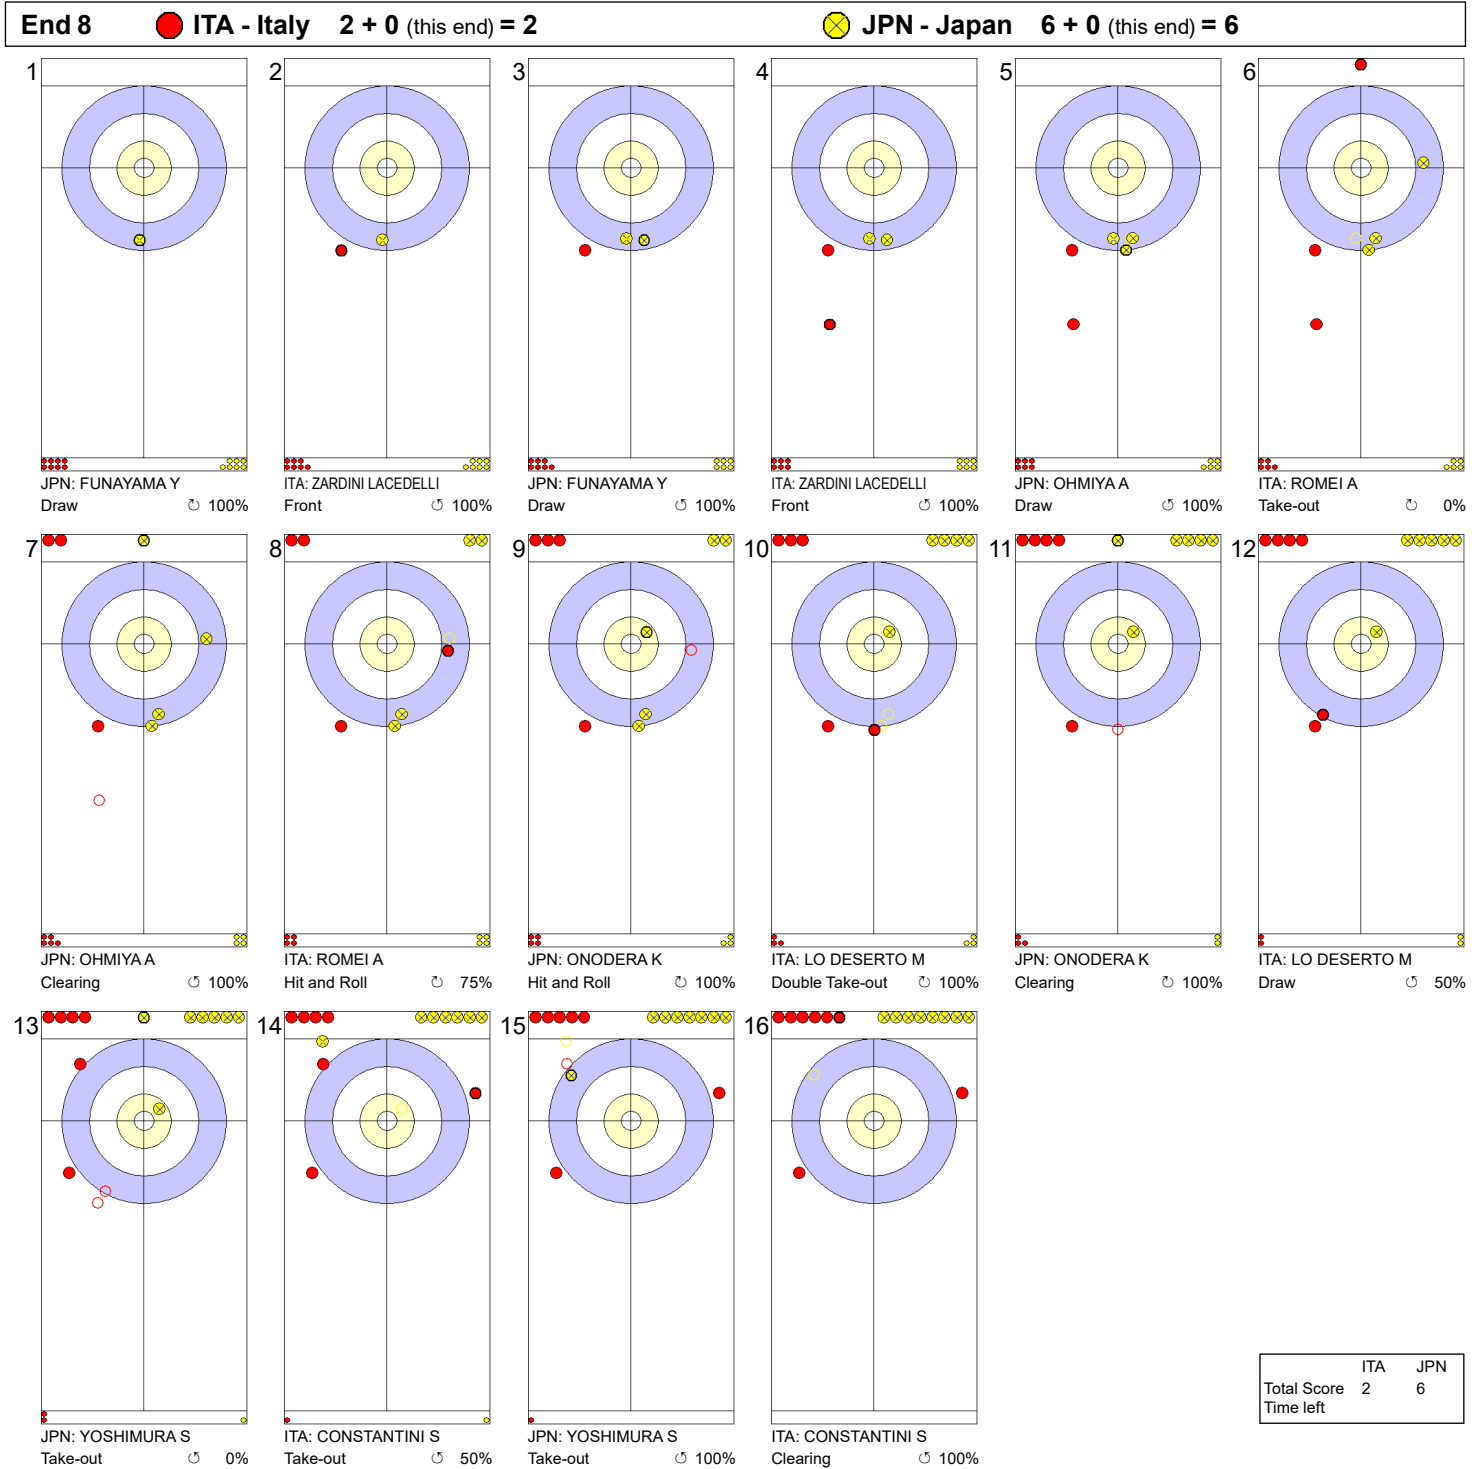 End 8 ITA - Italy 2 + 0 (this end) = 2 JPN - Japan 6 + 0 (this end) = 6
1 2 3 4 5 6
JPN: FUNAYAMA Y ITA: ZARDINI LACEDELLI JPN: FUNAYAMA Y ITA: ZARDINI LACEDELLI JPN: OHMIYA A ITA: ROMEI A
Draw ↻ 100% Front ↺ 100% Draw ↻ 100% Front ↺ 100% Draw ↺ 100% Take-out ↻ 0%
7 8 9 10 11 12
JPN: OHMIYA A ITA: ROMEI A JPN: ONODERA K ITA: LO DESERTO M JPN: ONODERA K ITA: LO DESERTO M
Clearing ↻ 100% Hit and Roll ↻ 75% Hit and Roll ↻ 100% Double Take-out ↻ 100% Clearing ↻ 100% Draw ↺ 50%
13 14 15 16
JPN: YOSHIMURA S ITA: CONSTANTINI S JPN: YOSHIMURA S ITA: CONSTANTINI S
Take-out ↺ 0% Take-out ↺ 50% Take-out ↺ 100% Clearing ↺ 100%
ITA JPN
Total Score 2 6
Time left